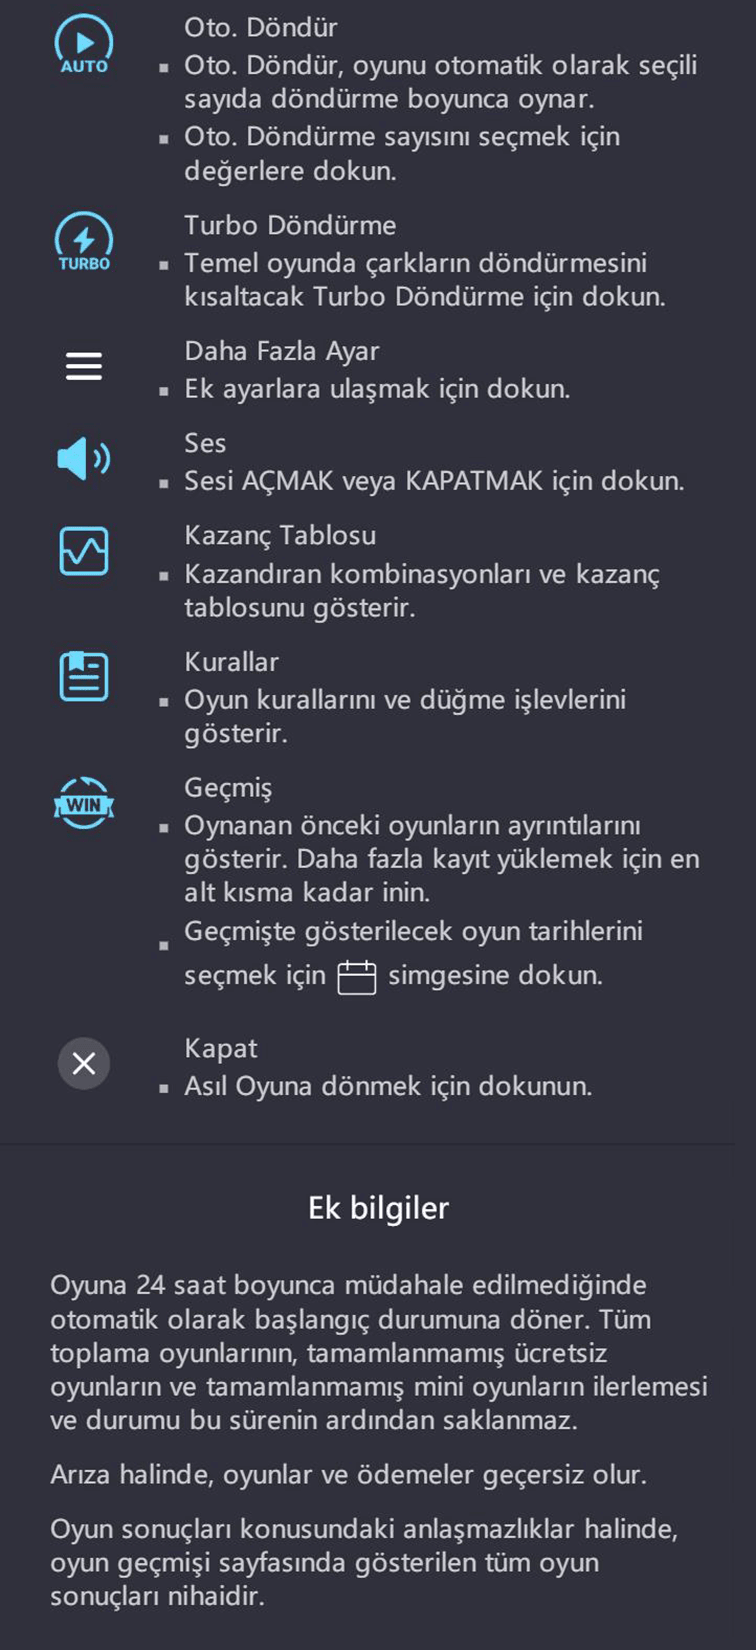 Oto. Döndür
AUTO
▪ Oto. Döndür, oyunu otomatik olarak seçili
sayıda döndürme boyunca oynar.
▪ Oto. Döndürme sayısını seçmek için
değerlere dokun.
Turbo Döndürme
TURBO
▪ Temel oyunda çarkların döndürmesini
kısaltacak Turbo Döndürme için dokun.
Daha Fazla Ayar
▪ Ek ayarlara ulaşmak için dokun.
Ses
▪ Sesi AÇMAK veya KAPATMAK için dokun.
Kazanç Tablosu
▪ Kazandıran kombinasyonları ve kazanç
tablosunu gösterir.
Kurallar
▪ Oyun kurallarını ve düğme işlevlerini
gösterir.
Geçmiş
WIN
▪ Oynanan önceki oyunların ayrıntılarını
gösterir. Daha fazla kayıt yüklemek için en
alt kısma kadar inin.
▪ Geçmişte gösterilecek oyun tarihlerini
seçmek için simgesine dokun.
Kapat
▪ Asıl Oyuna dönmek için dokunun.
Ek bilgiler
Oyuna 24 saat boyunca müdahale edilmediğinde
otomatik olarak başlangıç durumuna döner. Tüm
toplama oyunlarının, tamamlanmamış ücretsiz
oyunların ve tamamlanmamış mini oyunların ilerlemesi
ve durumu bu sürenin ardından saklanmaz.
Arıza halinde, oyunlar ve ödemeler geçersiz olur.
Oyun sonuçları konusundaki anlaşmazlıklar halinde,
oyun geçmişi sayfasında gösterilen tüm oyun
sonuçları nihaidir.